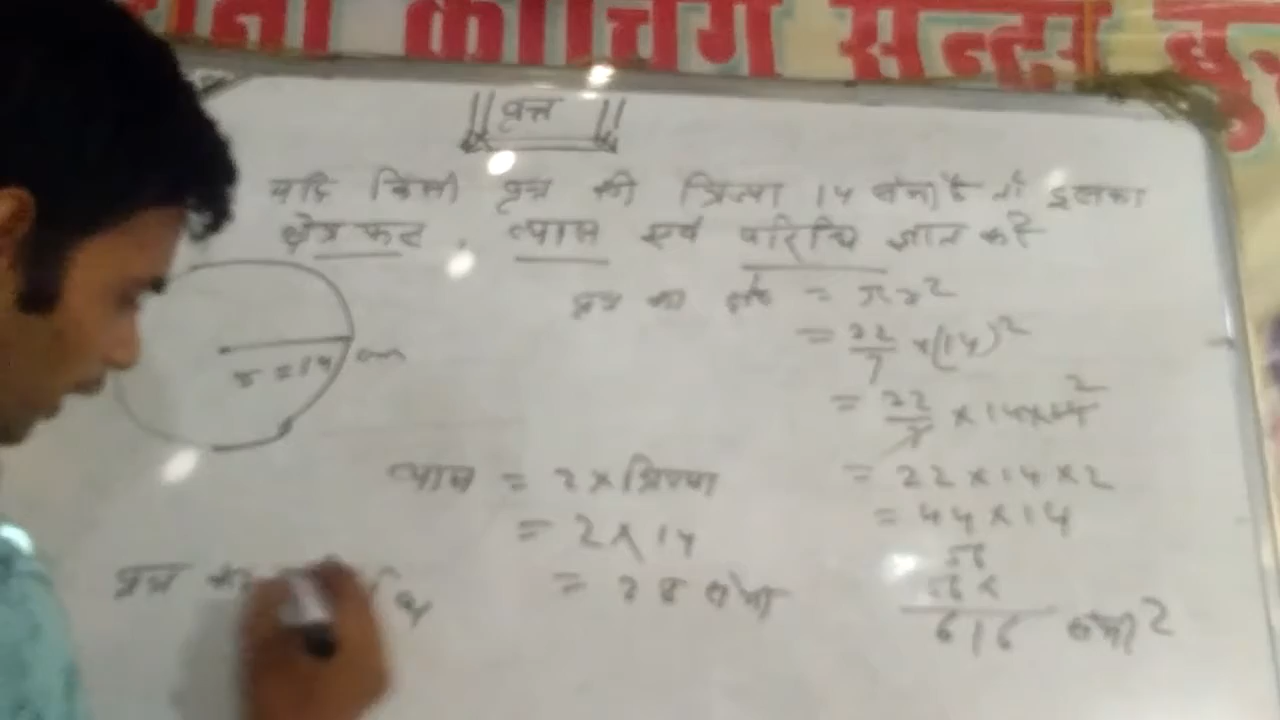 कोचिंग सेन्टर
वृत्त
यदि किसी वृत्त की त्रिज्या 14 सेमी है तो इसका
क्षेत्रफल, व्यास एवं परिधि ज्ञात करें
वृत्त का क्षे॰ = πr2
= 22/7 × (14)2
r = 14 cm
= 22/7 × 14 × 14 2
व्यास = 2 × त्रिज्या
= 22 × 14 × 2
= 2 × 14
= 44 × 14
= 28 सेमी
वृत्त की
616 सेमी2